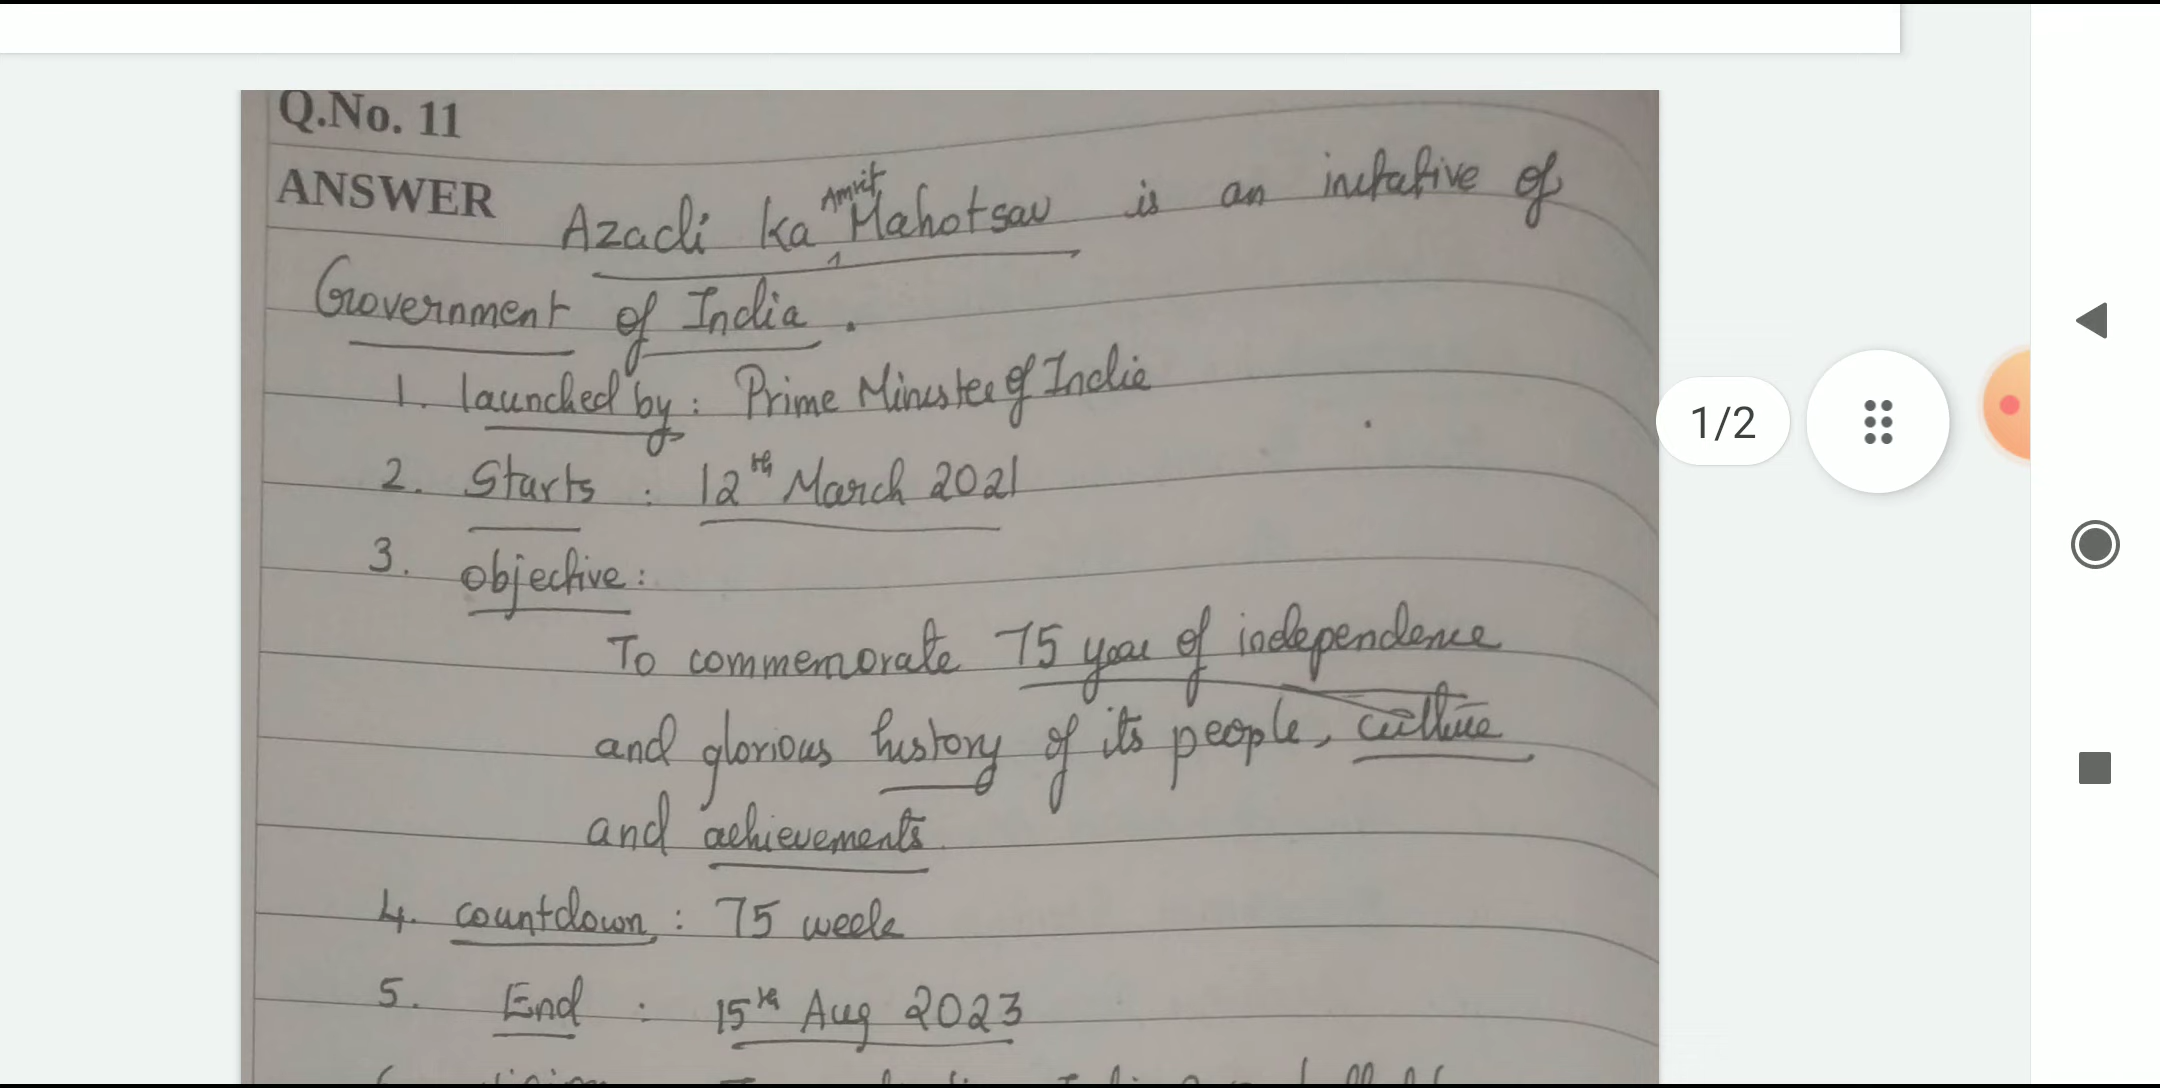 Q.No. 11
ANSWER Azadi ka Amrit Mahotsav is an initative of
Government of India.
1. launched by: Prime Minister of India
2. Starts : 12th March 2021
3. objective:
To commemorate 75 year of independence
and glorious history of its people, culture
and achievements
4. countdown : 75 week
5. End : 15th Aug 2023
1/2